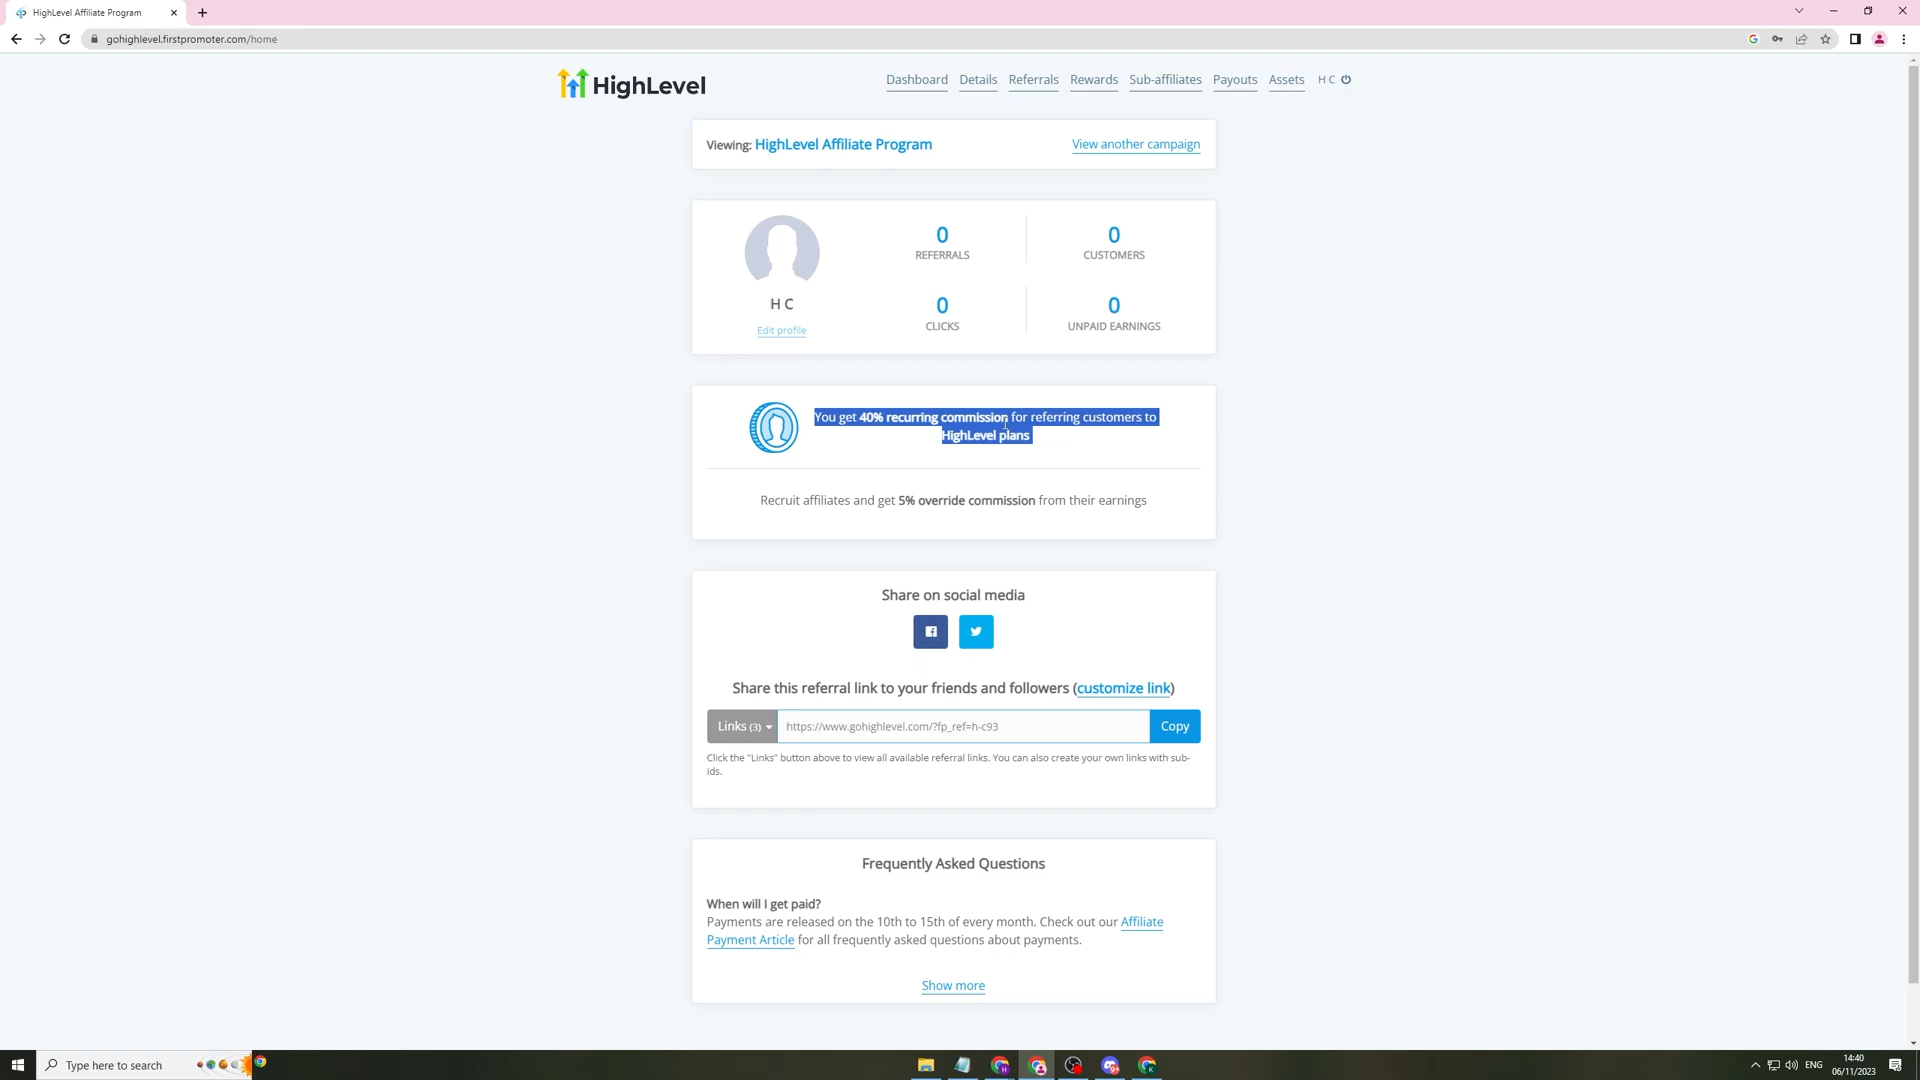 HighLevel Affiliate Program
gohighlevel.firstpromoter.com/home
HighLevel
Dashboard Details Referrals Rewards Sub-affiliates Payouts Assets H C
Viewing: HighLevel Affiliate Program
View another campaign
0
REFERRALS
0
CUSTOMERS
H C
Edit profile
0
CLICKS
0
UNPAID EARNINGS
You get 40% recurring commission for referring customers to
HighLevel plans
Recruit affiliates and get 5% override commission from their earnings
Share on social media
Share this referral link to your friends and followers (customize link)
Links (3)
https://www.gohighlevel.com/?fp_ref=h-c93
Copy
Click the "Links" button above to view all available referral links. You can also create your own links with sub-
ids.
Frequently Asked Questions
When will I get paid?
Payments are released on the 10th to 15th of every month. Check out our Affiliate
Payment Article for all frequently asked questions about payments.
Show more
Type here to search
ENG
14:40
06/11/2023